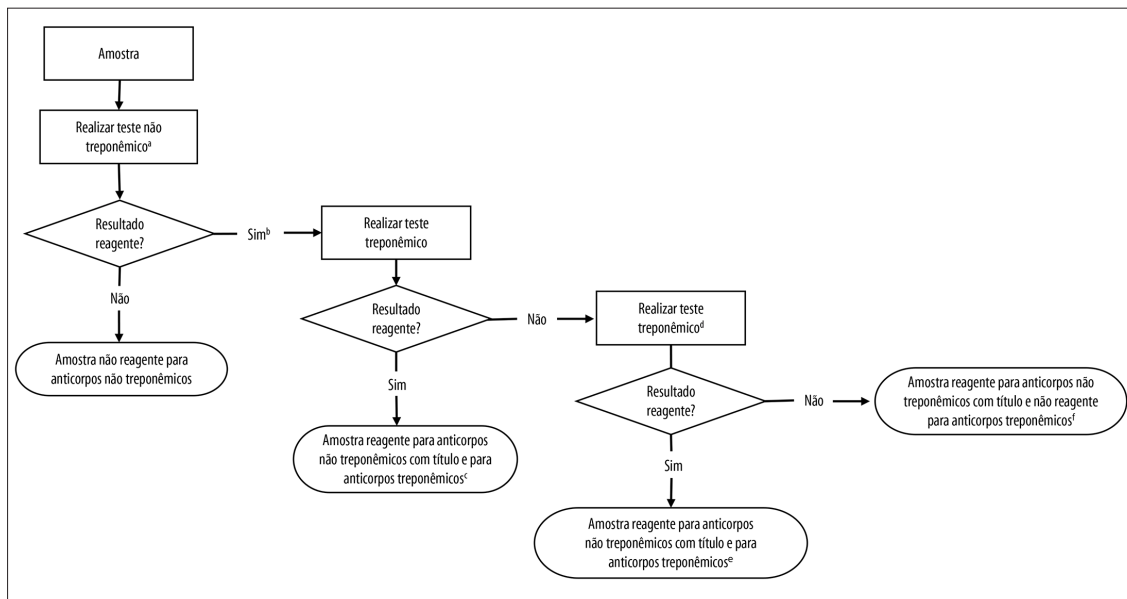 Amostra
Realizar teste não
treponêmicoᵃ
Resultado
reagente?
Simᵇ
Realizar teste
treponêmico
Não
Resultado
reagente?
Não
Realizar teste
treponêmicoᵈ
Amostra não reagente para
anticorpos não treponêmicos
Sim
Resultado
reagente?
Não
Amostra reagente para anticorpos não
treponêmicos com título e não reagente
para anticorpos treponêmicosᶠ
Amostra reagente para anticorpos
não treponêmicos com título e para
anticorpos treponêmicosᶜ
Sim
Amostra reagente para anticorpos
não treponêmicos com título e para
anticorpos treponêmicosᵉ